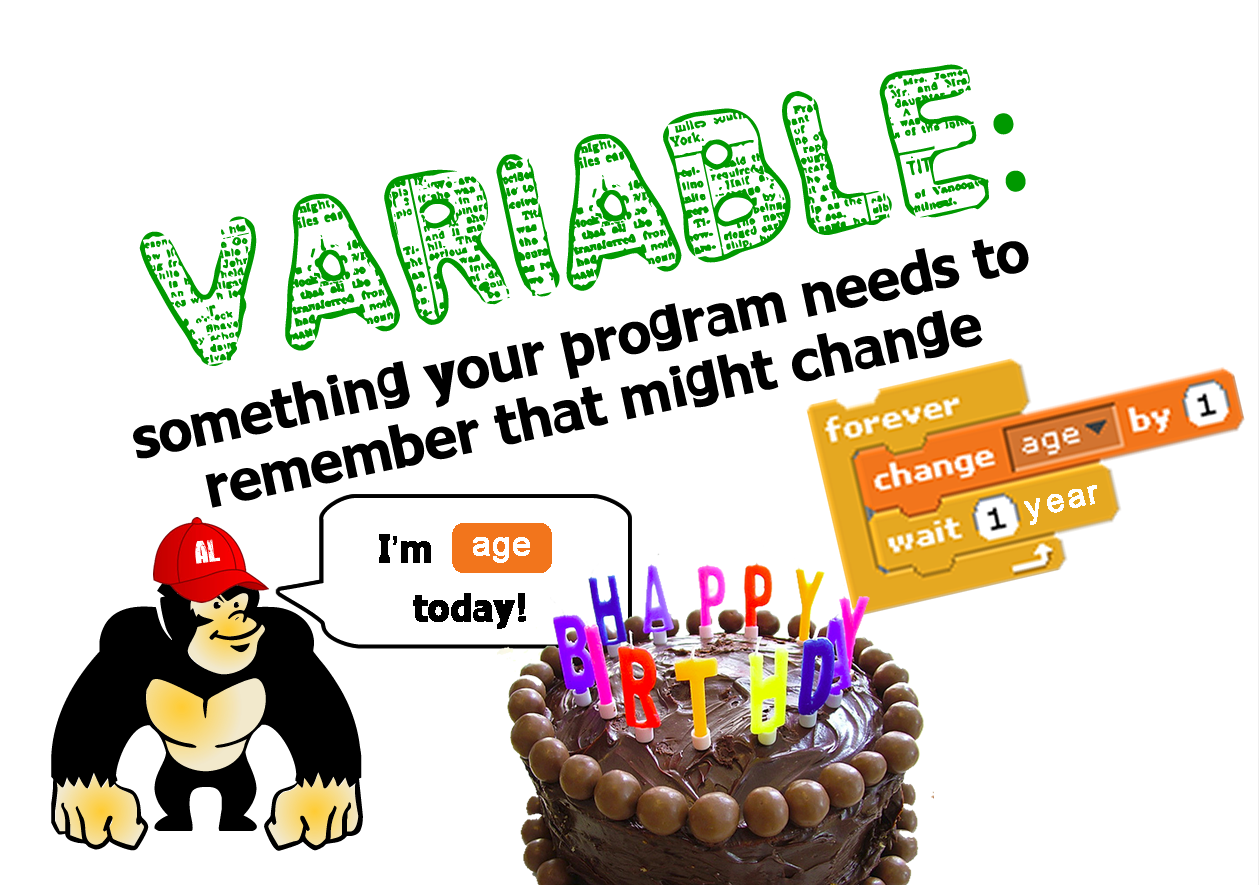 VARIABLE:
something your program needs to
remember that might change
forever
change age by 1
wait 1 year
AL
I'm age
today!
HAPPY
BIRTHDAY